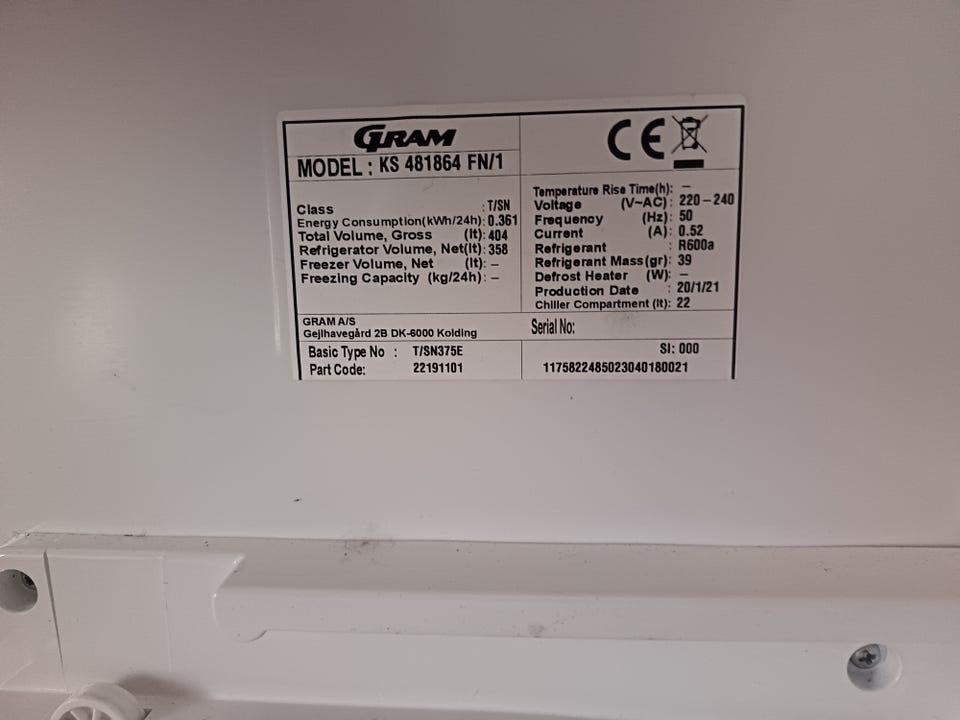 GRAM
MODEL : KS 481864 FN/1
Class : T/SN
Energy Consumption(kWh/24h): 0.361
Total Volume, Gross (lt): 404
Refrigerator Volume, Net(lt): 358
Freezer Volume, Net (lt): –
Freezing Capacity (kg/24h): –
CE
Temperature Rise Time(h): –
Voltage (V~AC): 220-240
Frequency (Hz): 50
Current (A): 0.52
Refrigerant : R600a
Refrigerant Mass(gr): 39
Defrost Heater (W): –
Production Date : 20/1/21
Chiller Compartment (lt): 22
GRAM A/S
Gejlhavegård 2B DK-6000 Kolding
Serial No:
Basic Type No : T/SN375E
Part Code: 22191101
SI: 000
1175822485023040180021